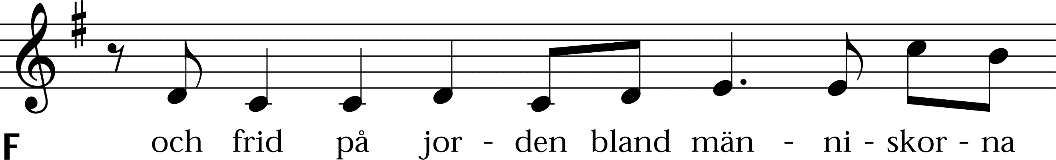 F och frid på jor - den bland män - ni - skor - na